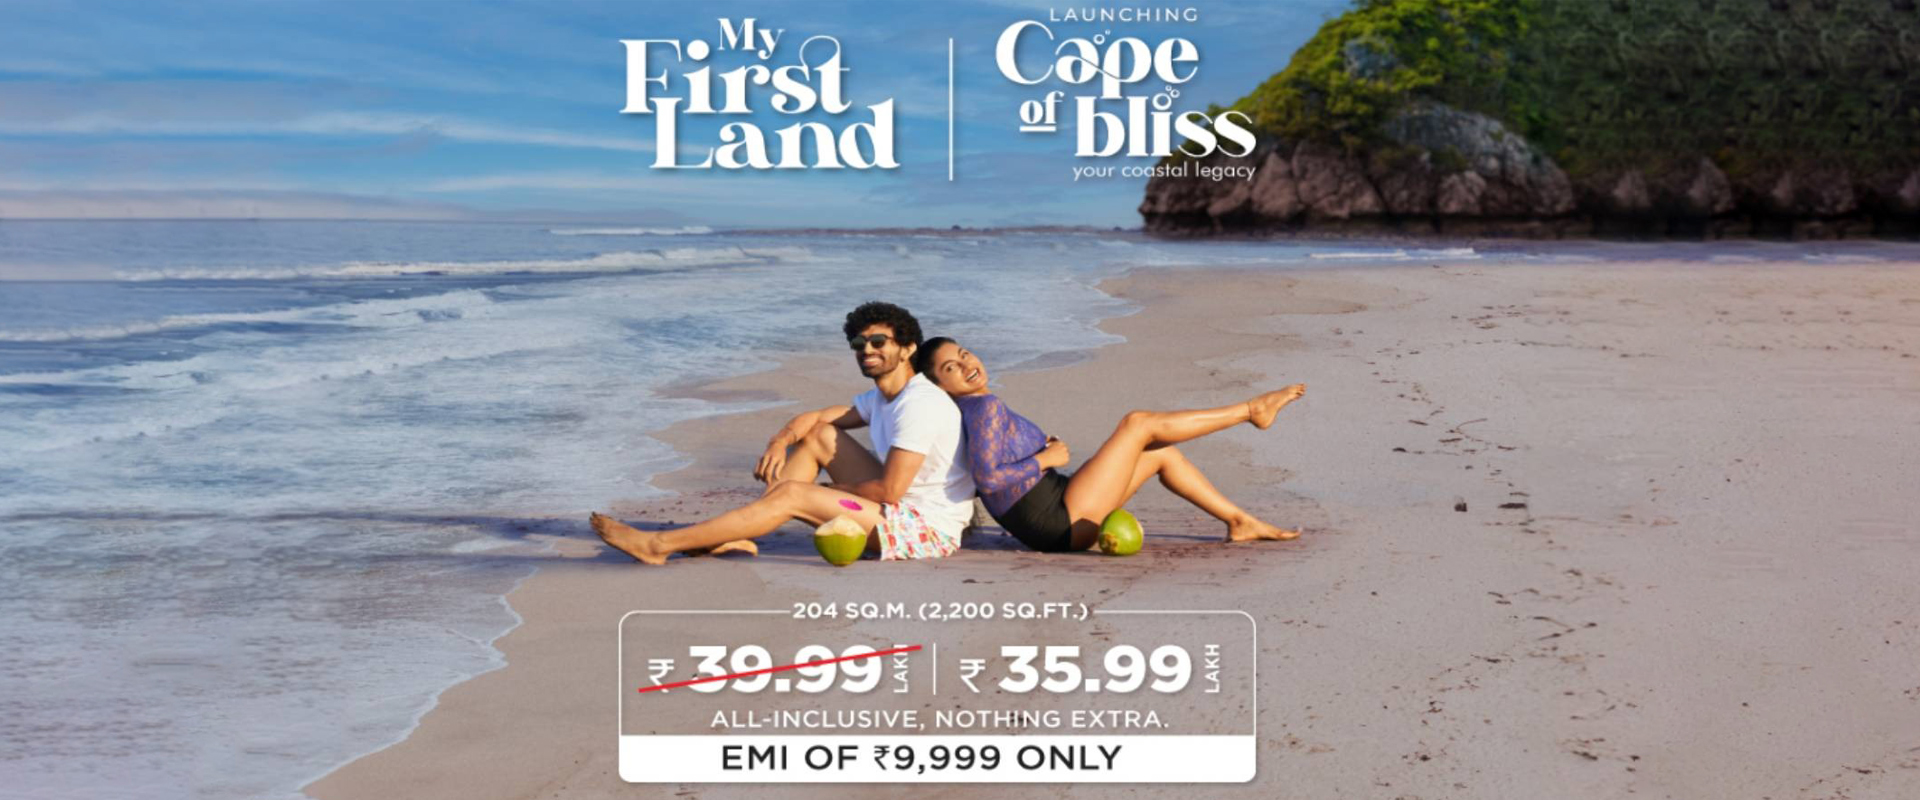 My
First
Land
LAUNCHING
Cape
of bliss
your coastal legacy
204 SQ.M. (2,200 SQ.FT.)
₹ 39.99 LAKH | ₹ 35.99 LAKH
ALL-INCLUSIVE, NOTHING EXTRA.
EMI OF ₹9,999 ONLY